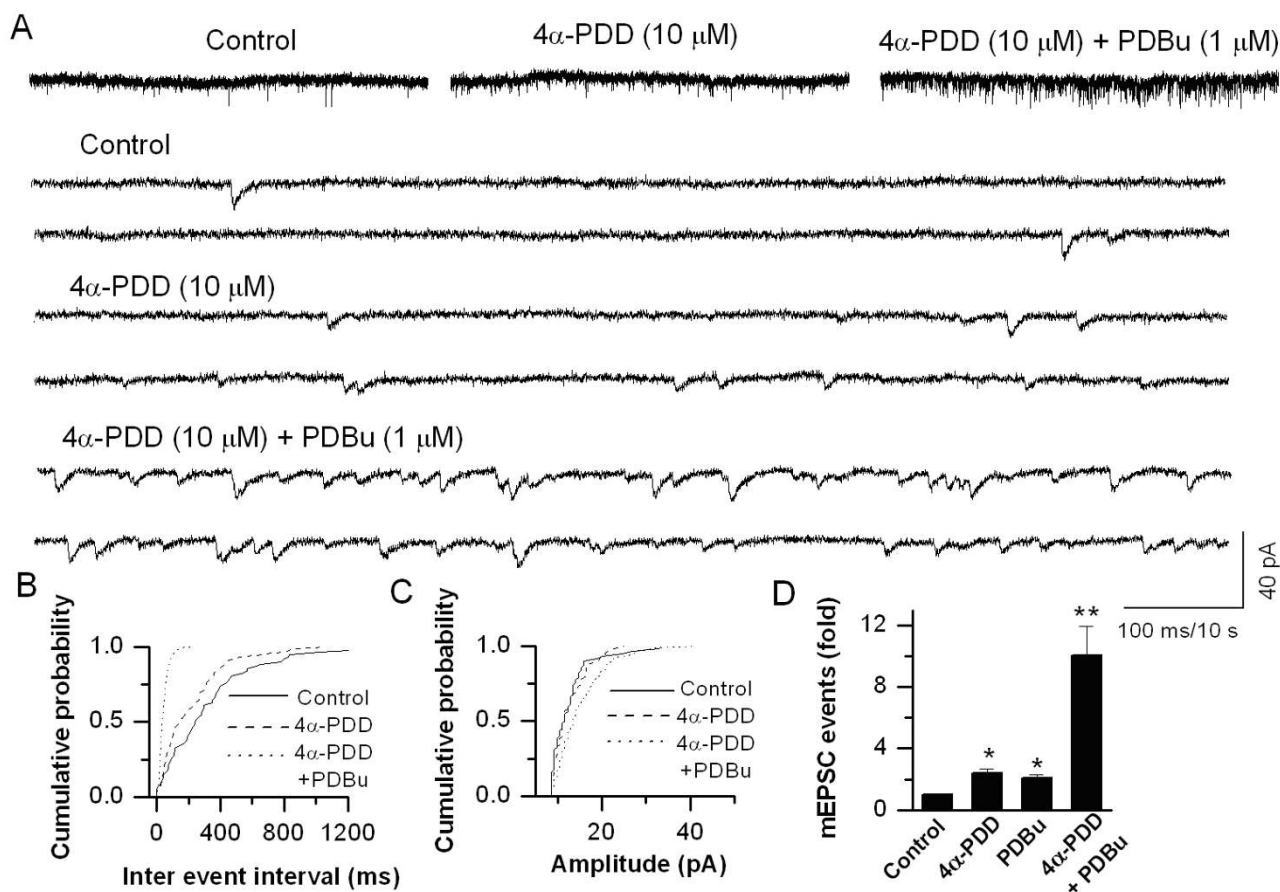 A
Control
4α-PDD (10 μM)
4α-PDD (10 μM) + PDBu (1 μM)
Control
4α-PDD (10 μM)
4α-PDD (10 μM) + PDBu (1 μM)
40 pA
100 ms/10 s
B
Cumulative probability
1.0
0.5
0.0
0
400
800
1200
Inter event interval (ms)
Control
4α-PDD
4α-PDD
+PDBu
C
Cumulative probability
1.0
0.5
0.0
20
40
Amplitude (pA)
Control
4α-PDD
4α-PDD
+PDBu
D
mEPSC events (fold)
12
8
4
0
*
*
**
Control
4α-PDD
PDBu
4α-PDD
+ PDBu